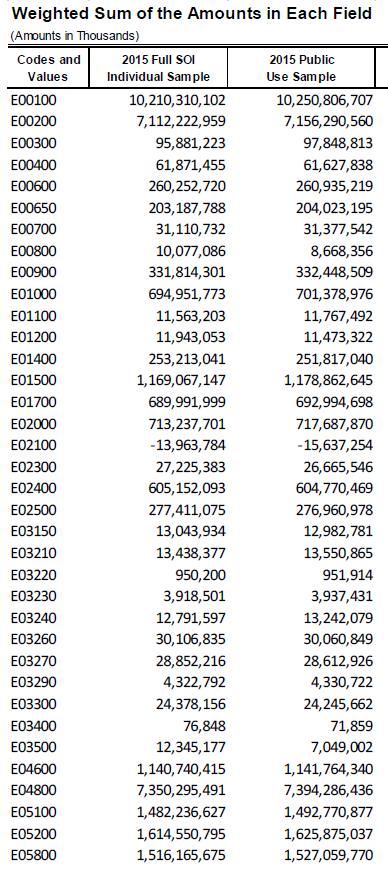 Weighted Sum of the Amounts in Each Field
(Amounts in Thousands)
Codes and Values 2015 Full SOI Individual Sample 2015 Public Use Sample
E00100 10,210,310,102 10,250,806,707
E00200 7,112,222,959 7,156,290,560
E00300 95,881,223 97,848,813
E00400 61,871,455 61,627,838
E00600 260,252,720 260,935,219
E00650 203,187,788 204,023,195
E00700 31,110,732 31,377,542
E00800 10,077,086 8,668,356
E00900 331,814,301 332,448,509
E01000 694,951,773 701,378,976
E01100 11,563,203 11,767,492
E01200 11,943,053 11,473,322
E01400 253,213,041 251,817,040
E01500 1,169,067,147 1,178,862,645
E01700 689,991,999 692,994,698
E02000 713,237,701 717,687,870
E02100 -13,963,784 -15,637,254
E02300 27,225,383 26,665,546
E02400 605,152,093 604,770,469
E02500 277,411,075 276,960,978
E03150 13,043,934 12,982,781
E03210 13,438,377 13,550,865
E03220 950,200 951,914
E03230 3,918,501 3,937,431
E03240 12,791,597 13,242,079
E03260 30,106,835 30,060,849
E03270 28,852,216 28,612,926
E03290 4,322,792 4,330,722
E03300 24,378,156 24,245,662
E03400 76,848 71,859
E03500 12,345,177 7,049,002
E04600 1,140,740,415 1,141,764,340
E04800 7,350,295,491 7,394,286,436
E05100 1,482,236,627 1,492,770,877
E05200 1,614,550,795 1,625,875,037
E05800 1,516,165,675 1,527,059,770